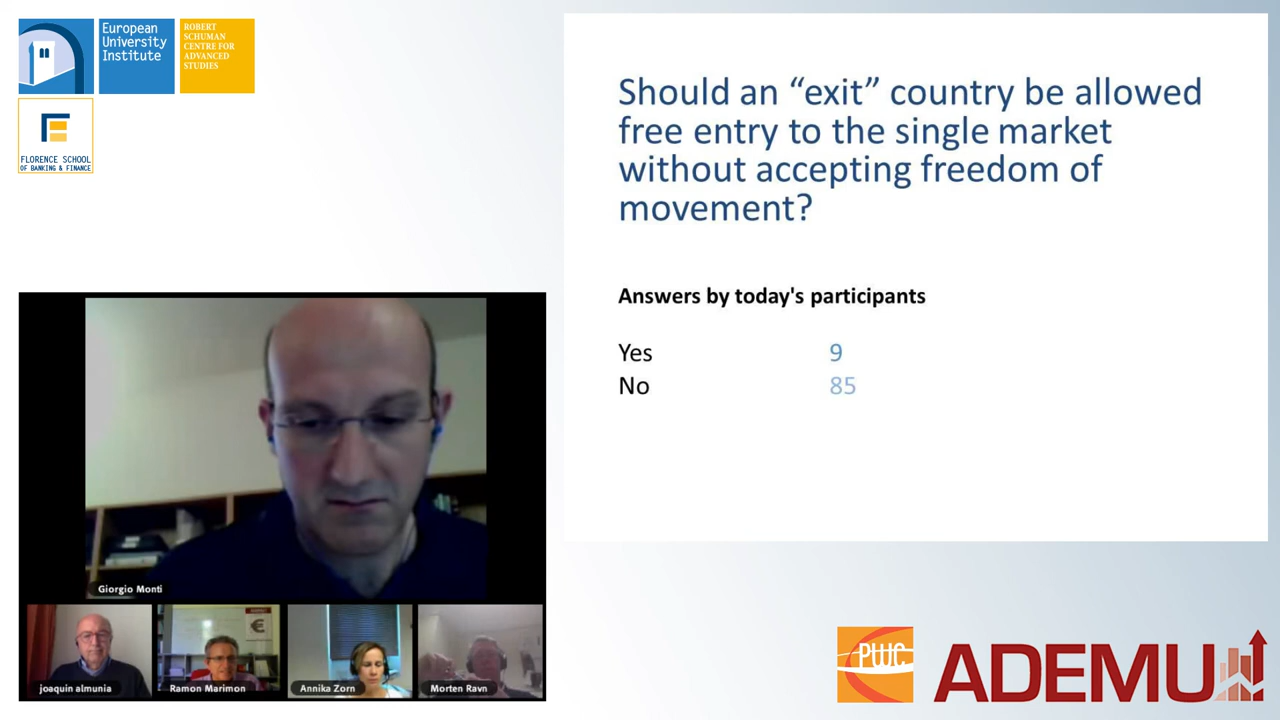 European
University
Institute
ROBERT
SCHUMAN
CENTRE FOR
ADVANCED
STUDIES
FLORENCE SCHOOL
OF BANKING & FINANCE
Should an “exit” country be allowed
free entry to the single market
without accepting freedom of
movement?
Answers by today's participants
Yes 9
No 85
Giorgio Monti
joaquin almunia
Ramon Marimon
Annika Zorn
Morten Ravn
€
PWC
ADEMU